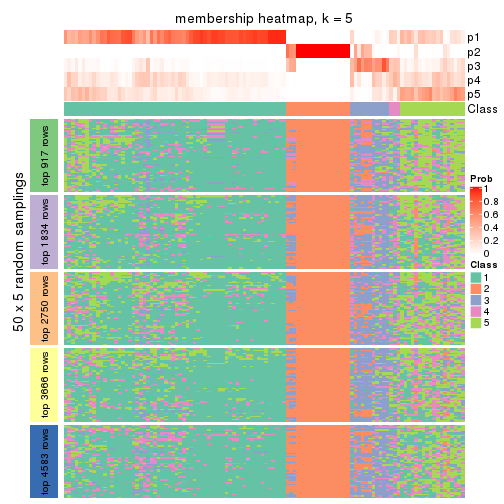 membership heatmap, k = 5
p1
p2
p3
p4
p5
Class
50 x 5 random samplings
top 917 rows
top 1834 rows
top 2750 rows
top 3666 rows
top 4583 rows
Prob
1
0.8
0.6
0.4
0.2
0
Class
1
2
3
4
5